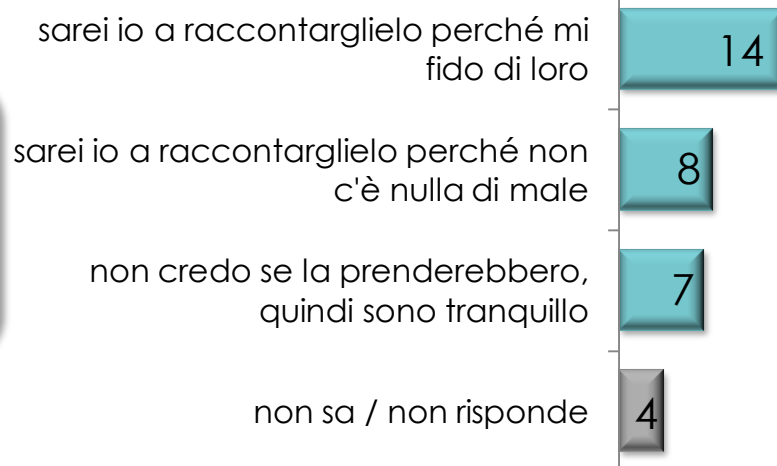 sarei io a raccontarglielo perché mi
fido di loro
14
sarei io a raccontarglielo perché non
c'è nulla di male
8
non credo se la prenderebbero,
quindi sono tranquillo
7
non sa / non risponde
4